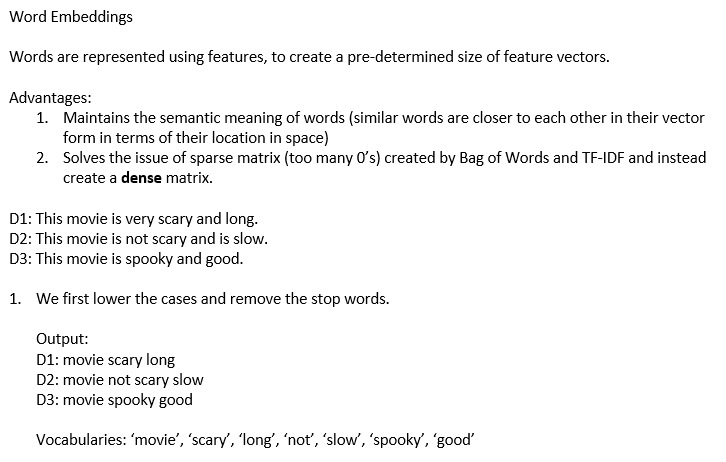 Word Embeddings
Words are represented using features, to create a pre-determined size of feature vectors.
Advantages:
1. Maintains the semantic meaning of words (similar words are closer to each other in their vector
form in terms of their location in space)
2. Solves the issue of sparse matrix (too many 0’s) created by Bag of Words and TF-IDF and instead
create a dense matrix.
D1: This movie is very scary and long.
D2: This movie is not scary and is slow.
D3: This movie is spooky and good.
1. We first lower the cases and remove the stop words.
Output:
D1: movie scary long
D2: movie not scary slow
D3: movie spooky good
Vocabularies: ‘movie’, ‘scary’, ‘long’, ‘not’, ‘slow’, ‘spooky’, ‘good’